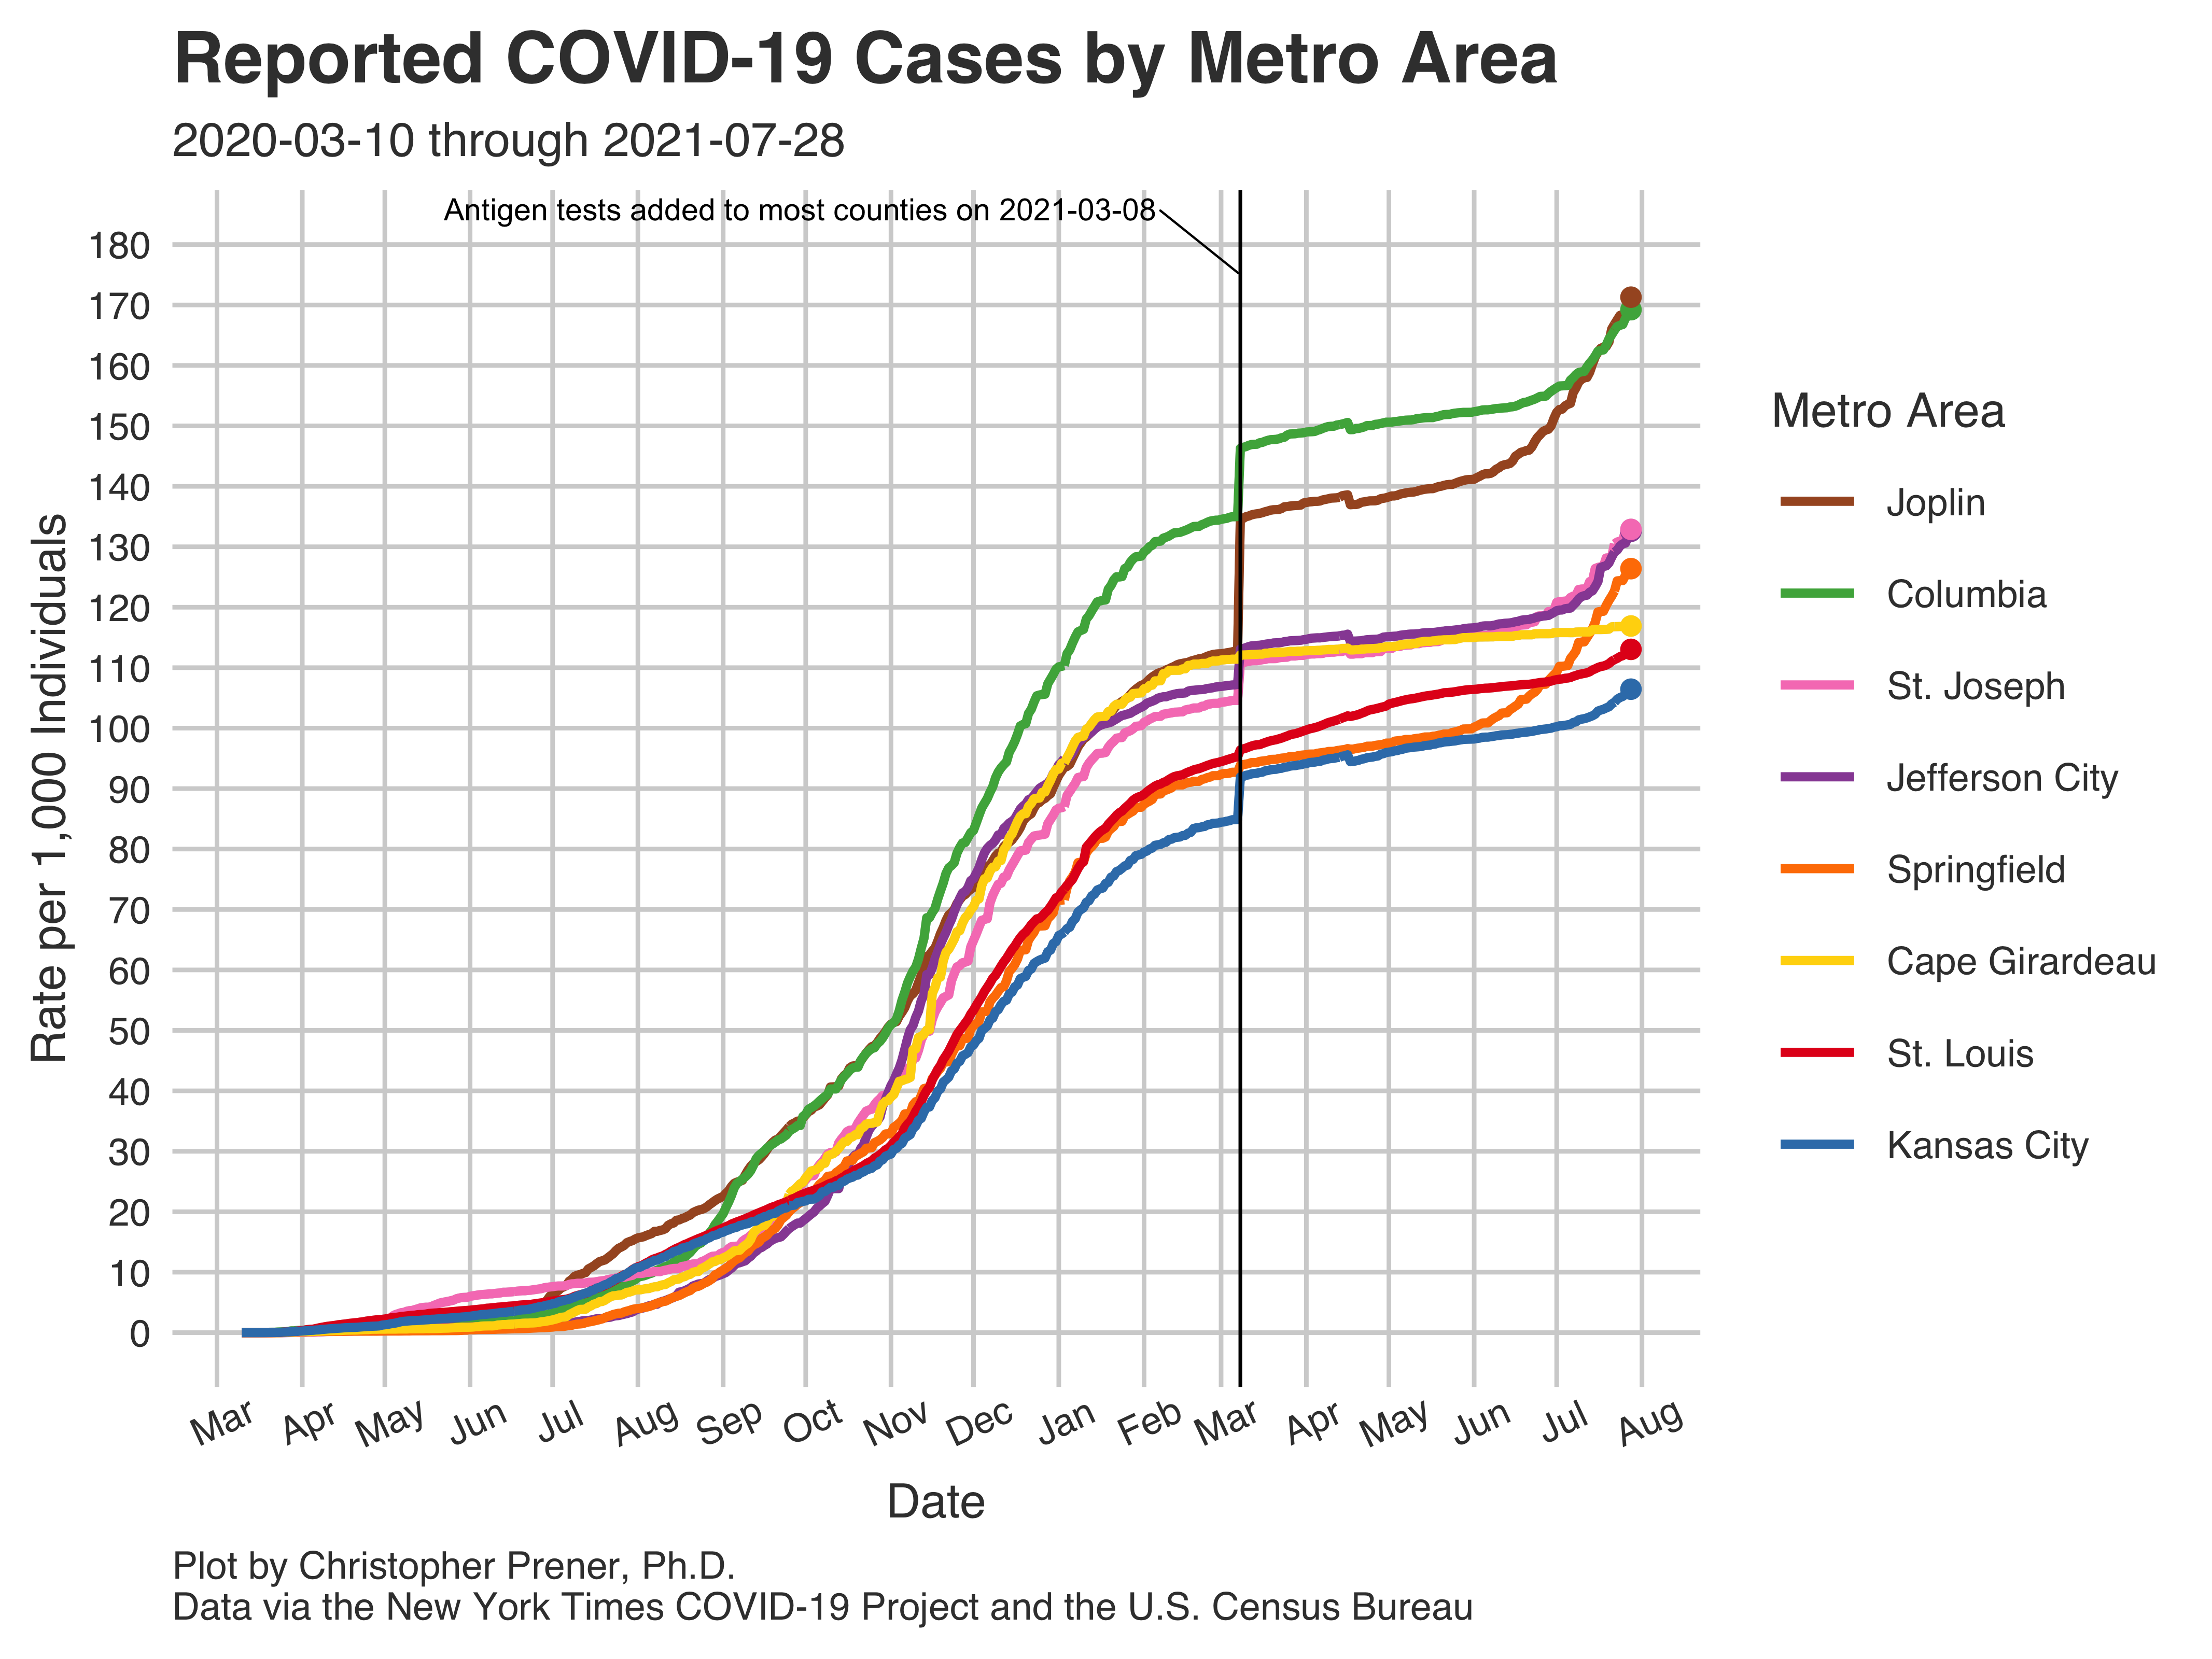 Reported COVID-19 Cases by Metro Area
2020-03-10 through 2021-07-28
Antigen tests added to most counties on 2021-03-08
180
170
160
150
140
130
120
110
100
90
80
70
60
50
40
30
20
10
0
Rate per 1,000 Individuals
Mar Apr May Jun Jul Aug Sep Oct Nov Dec Jan Feb Mar Apr May Jun Jul Aug
Date
Metro Area
Joplin
Columbia
St. Joseph
Jefferson City
Springfield
Cape Girardeau
St. Louis
Kansas City
Plot by Christopher Prener, Ph.D.
Data via the New York Times COVID-19 Project and the U.S. Census Bureau